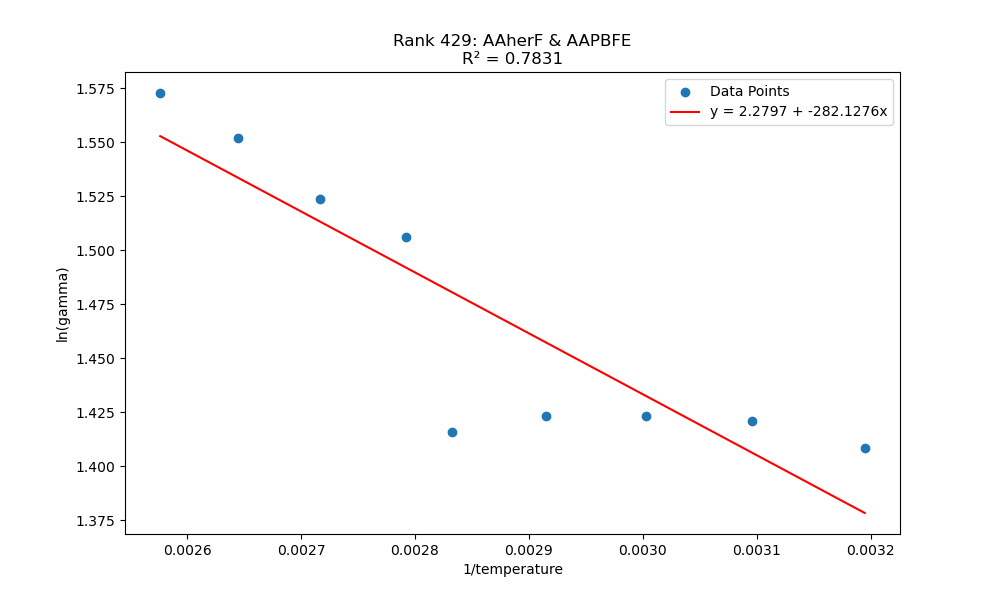 Rank 429: AAherF & AAPBFE
R² = 0.7831
Data Points
y = 2.2797 + -282.1276x
ln(gamma)
1.575
1.550
1.525
1.500
1.475
1.450
1.425
1.400
1.375
0.0026
0.0027
0.0028
0.0029
0.0030
0.0031
0.0032
1/temperature